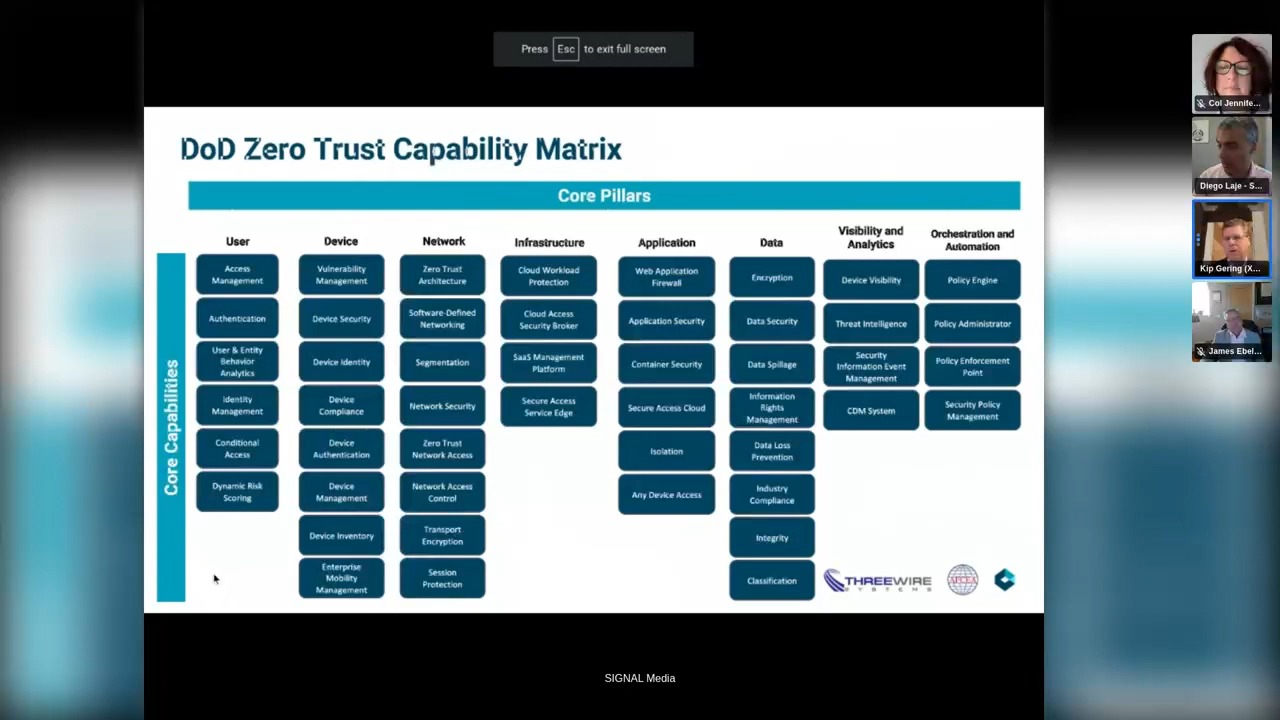 Press Esc to exit full screen
DoD Zero Trust Capability Matrix
Core Pillars
Core Capabilities
User
Access
Management
Authentication
User & Entity
Behavior
Analytics
Identity
Management
Conditional
Access
Dynamic Risk
Scoring
Device
Vulnerability
Management
Device Security
Device Identity
Device
Compliance
Device
Authentication
Device
Management
Device Inventory
Enterprise
Mobility
Management
Network
Zero Trust
Architecture
Software-Defined
Networking
Segmentation
Network Security
Zero Trust
Network Access
Network Access
Control
Transport
Encryption
Session
Protection
Infrastructure
Cloud Workload
Protection
Cloud Access
Security Broker
SaaS Management
Platform
Secure Access
Service Edge
Application
Web Application
Firewall
Application Security
Container Security
Secure Access Cloud
Isolation
Any Device Access
Data
Encryption
Data Security
Data Spillage
Information
Rights
Management
Data Loss
Prevention
Industry
Compliance
Integrity
Classification
Visibility and
Analytics
Device Visibility
Threat Intelligence
Security
Information Event
Management
CDM System
Orchestration and
Automation
Policy Engine
Policy Administrator
Policy Enforcement
Point
Security Policy
Management
THREEWIRE
SYSTEMS
AFCEA
SIGNAL Media
Col Jennife...
Diego Laje - S...
Kip Gering (X...
James Ebel...